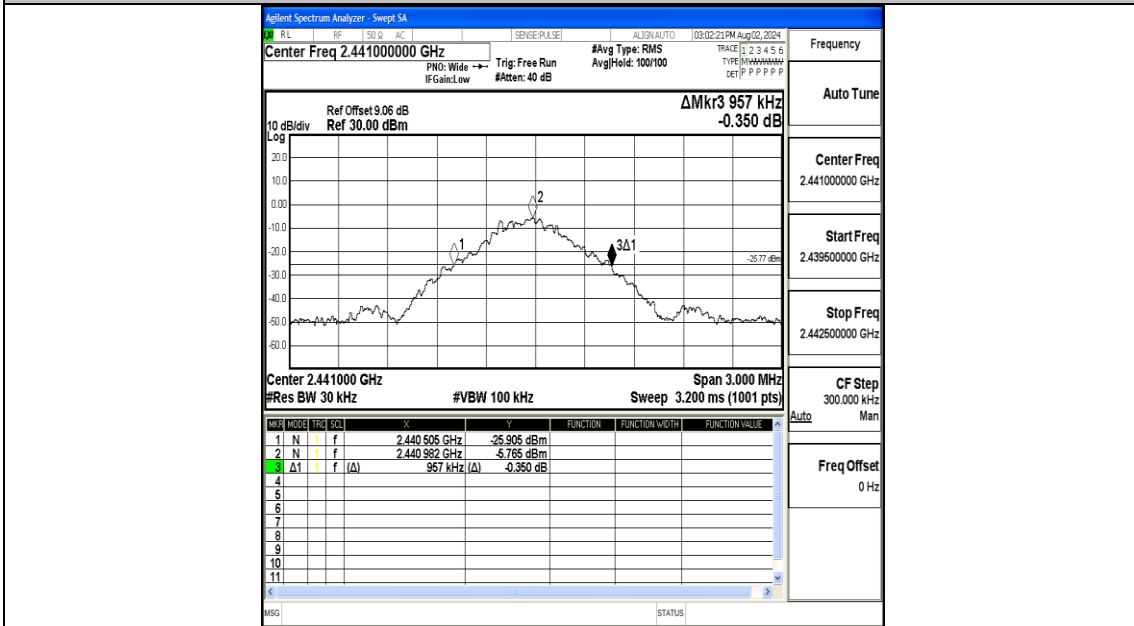 Agilent Spectrum Analyzer - Swept SA
RL RF 50 Ω AC SENSE:PULSE ALIGN AUTO 03:02:21 PM Aug 02, 2024
Center Freq 2.441000000 GHz
PNO: Wide
IFGain:Low
Trig: Free Run
#Atten: 40 dB
#Avg Type: RMS
Avg|Hold: 100/100
TRACE 1 2 3 4 5 6
TYPE
DET P P P P P P
Frequency
Auto Tune
Center Freq
2.441000000 GHz
Start Freq
2.439500000 GHz
Stop Freq
2.442500000 GHz
CF Step
300.000 kHz
Auto Man
Freq Offset
0 Hz
ΔMkr3 957 kHz
-0.350 dB
Ref Offset 9.06 dB
10 dB/div Ref 30.00 dBm
Log
20.0
10.0
0.00
-10.0
-20.0
-30.0
-40.0
-50.0
-60.0
1
2
3Δ1
-25.77 dBm
Center 2.441000 GHz Span 3.000 MHz
#Res BW 30 kHz #VBW 100 kHz Sweep 3.200 ms (1001 pts)
MKR MODE TRC SCL X Y FUNCTION FUNCTION WIDTH FUNCTION VALUE
1 N 1 f 2.440 505 GHz -25.905 dBm
2 N 1 f 2.440 982 GHz -5.765 dBm
3 Δ1 1 f (Δ) 957 kHz (Δ) -0.350 dB
4
5
6
7
8
9
10
11
MSG STATUS